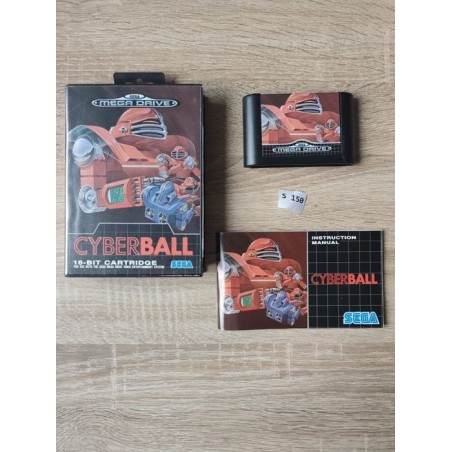 SEGA
MEGA DRIVE
CYBERBALL
16-BIT CARTRIDGE
SEGA
MEGA DRIVE
S 150
INSTRUCTION
MANUAL
CYBERBALL
SEGA